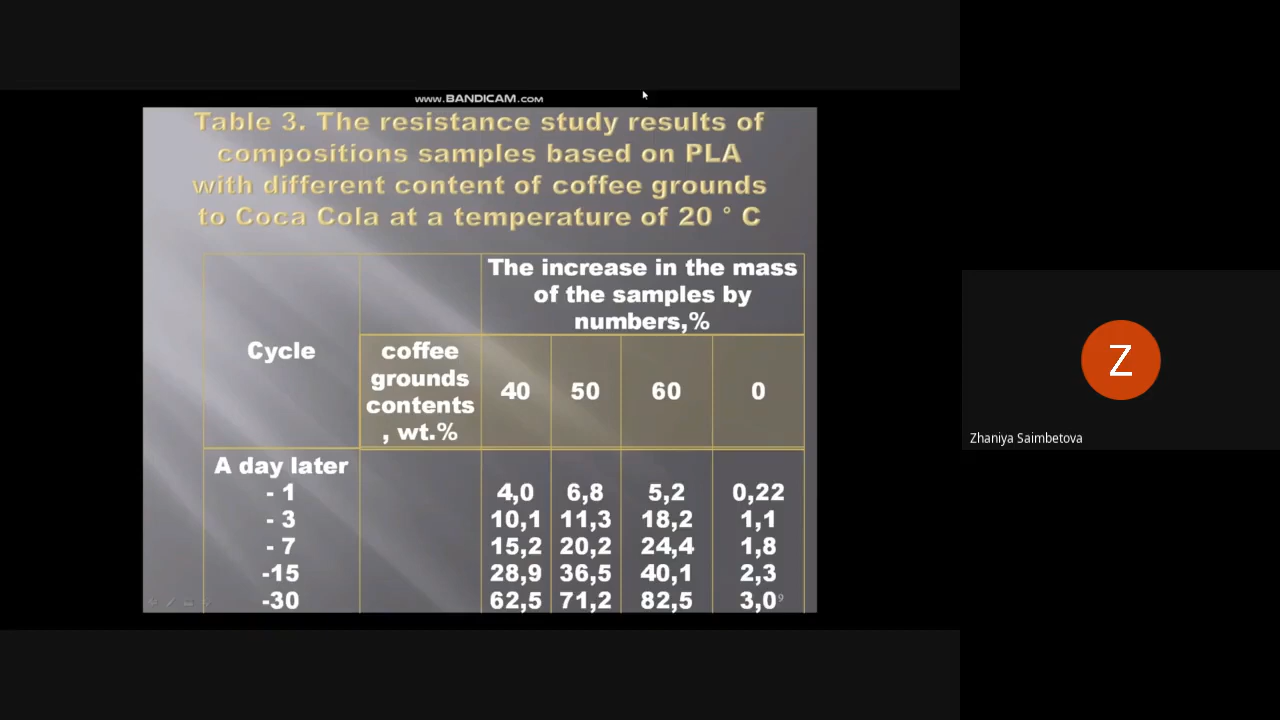 www.BANDICAM.com
Table 3. The resistance study results of
compositions samples based on PLA
with different content of coffee grounds
to Coca Cola at a temperature of 20 ° C
The increase in the mass
of the samples by
numbers,%
Cycle
coffee
grounds
contents
, wt.%
40 50 60 0
A day later
- 1 4,0 6,8 5,2 0,22
- 3 10,1 11,3 18,2 1,1
- 7 15,2 20,2 24,4 1,8
-15 28,9 36,5 40,1 2,3
-30 62,5 71,2 82,5 3,0
9
Z
Zhaniya Saimbetova